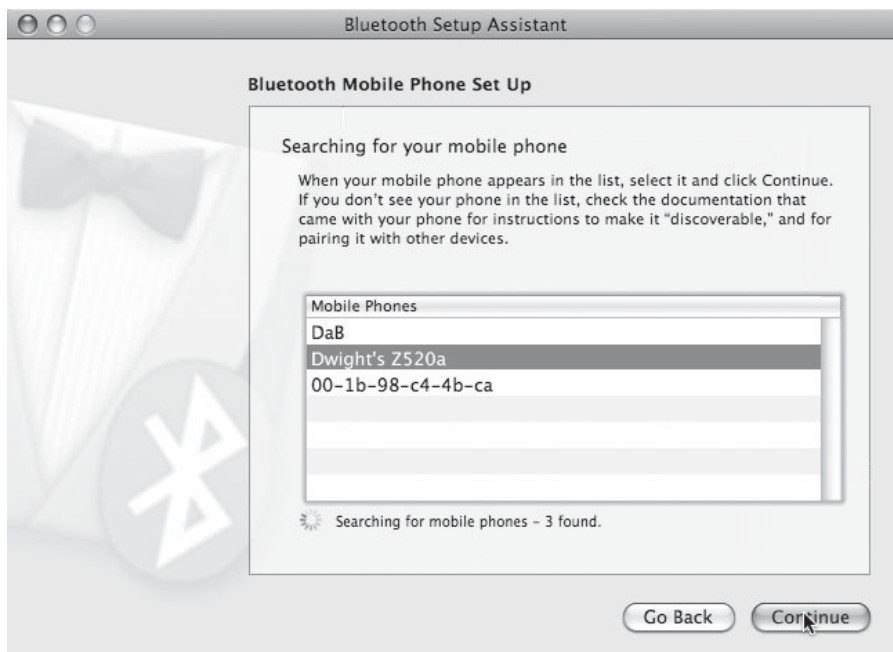 Bluetooth Setup Assistant
Bluetooth Mobile Phone Set Up
Searching for your mobile phone
When your mobile phone appears in the list, select it and click Continue.
If you don't see your phone in the list, check the documentation that
came with your phone for instructions to make it “discoverable,” and for
pairing it with other devices.
Mobile Phones
DaB
Dwight's Z520a
00-1b-98-c4-4b-ca
Searching for mobile phones – 3 found.
Go Back
Continue